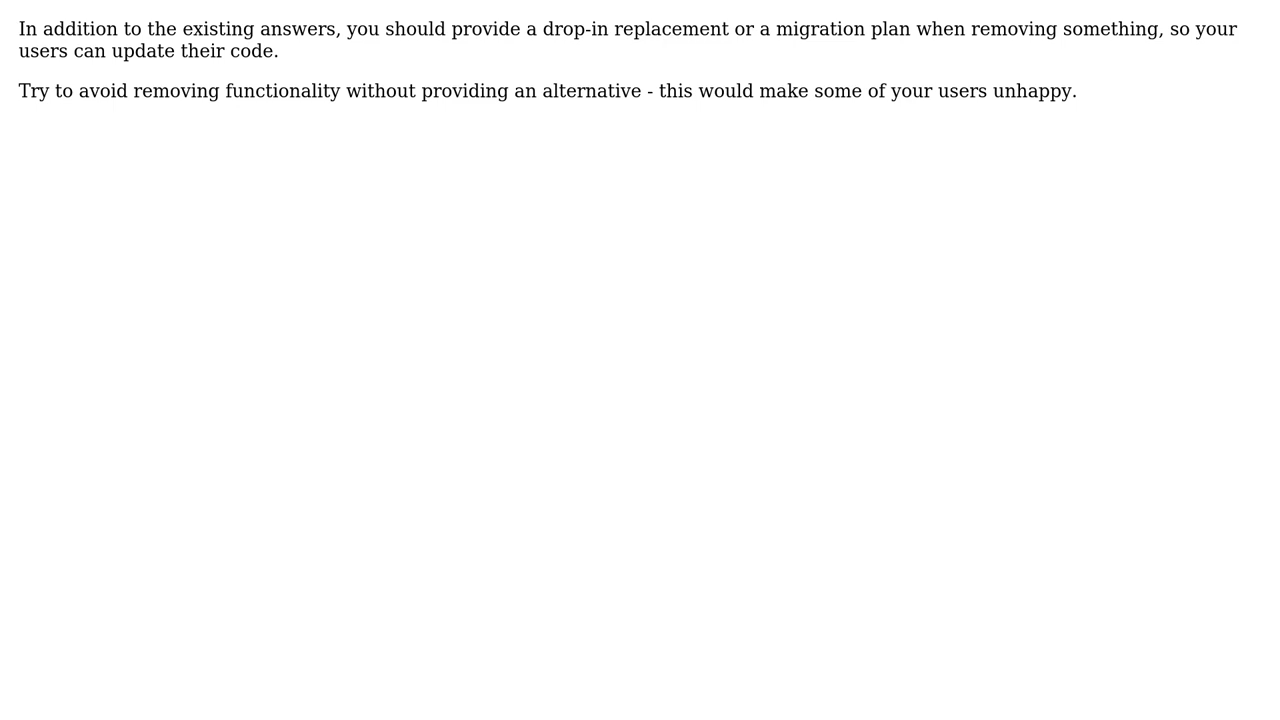 In addition to the existing answers, you should provide a drop-in replacement or a migration plan when removing something, so your
users can update their code.
Try to avoid removing functionality without providing an alternative - this would make some of your users unhappy.